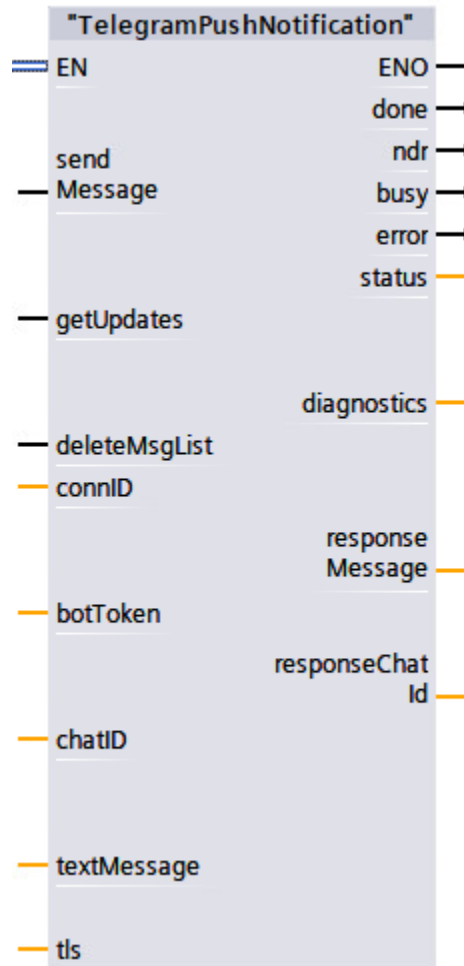 "TelegramPushNotification"
EN
ENO
done
send
Message
ndr
busy
error
status
getUpdates
diagnostics
deleteMsgList
connID
response
Message
botToken
responseChat
Id
chatID
textMessage
tls